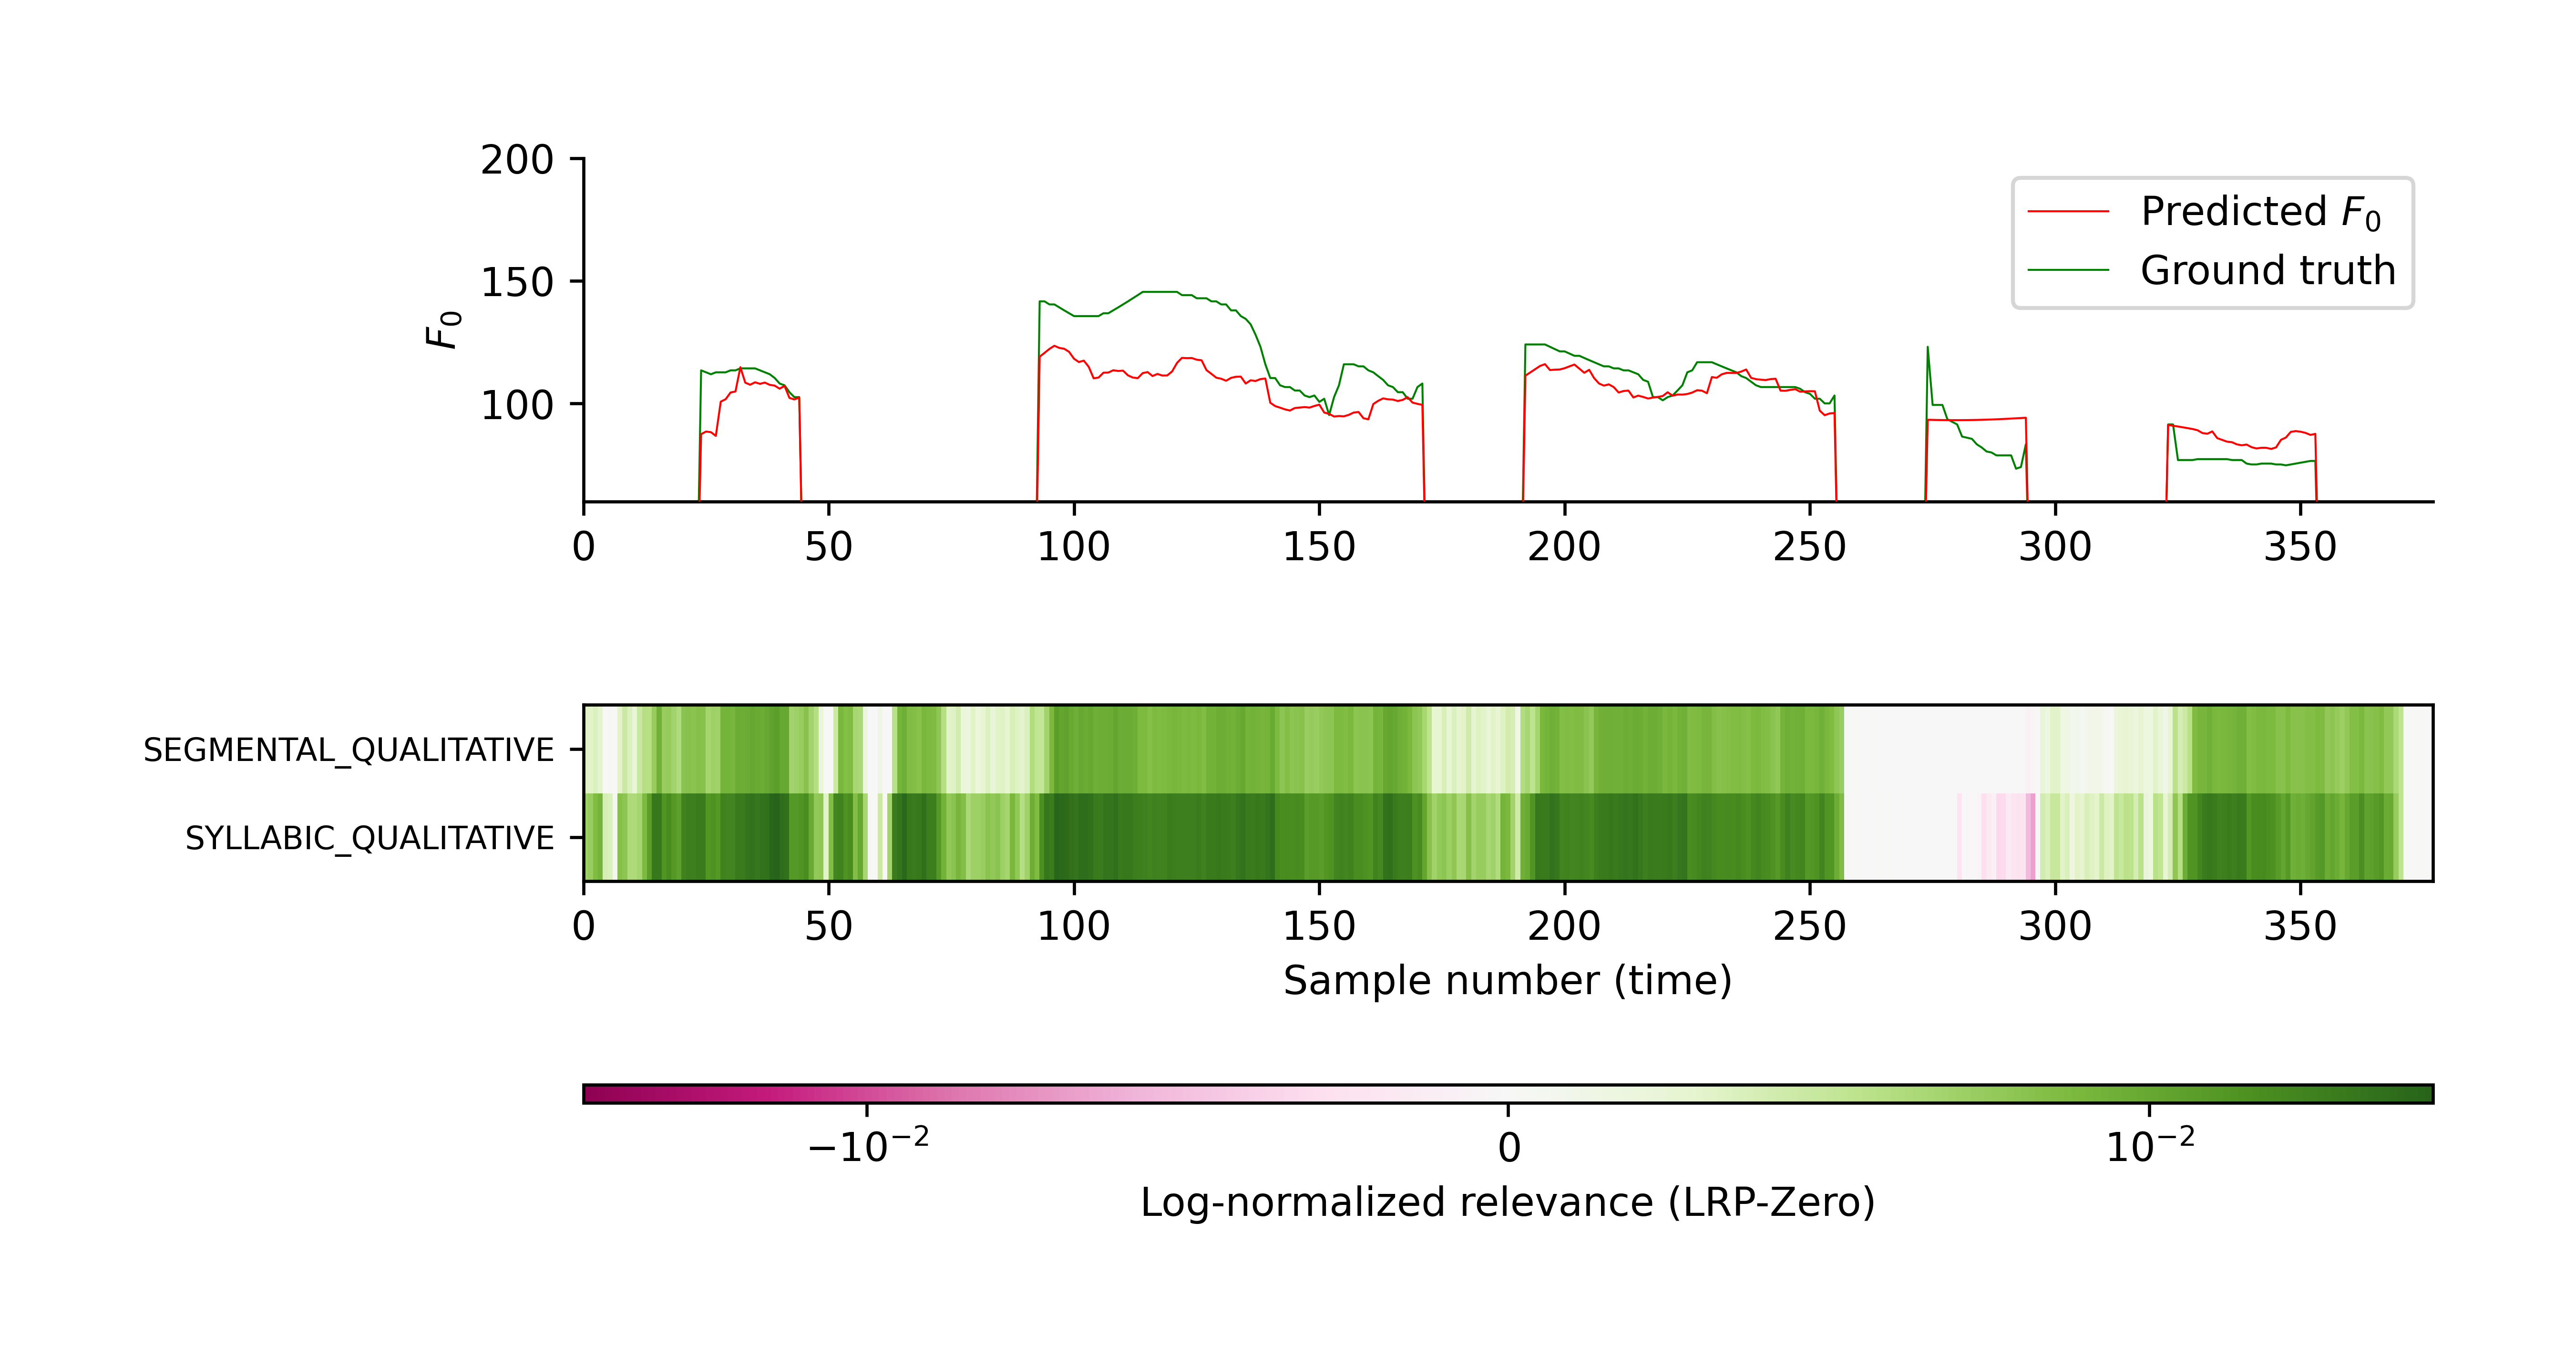 200
150
100
F₀
Predicted F₀
Ground truth
0 50 100 150 200 250 300 350
SEGMENTAL_QUALITATIVE
SYLLABIC_QUALITATIVE
0 50 100 150 200 250 300 350
Sample number (time)
−10⁻² 0 10⁻²
Log-normalized relevance (LRP-Zero)